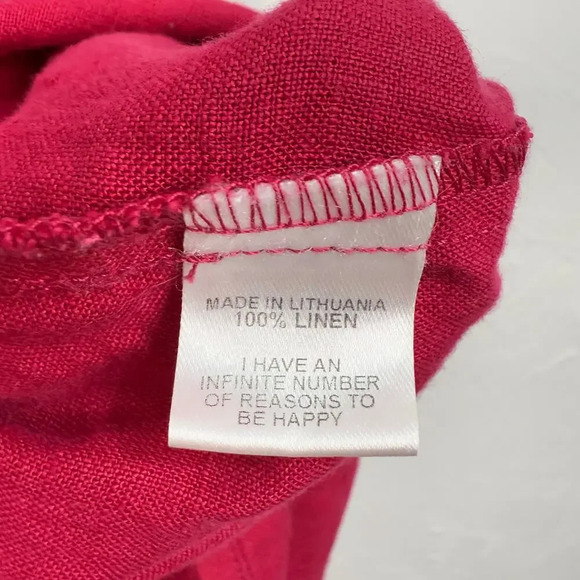 MADE IN LITHUANIA
100% LINEN
I HAVE AN
INFINITE NUMBER
OF REASONS TO
BE HAPPY